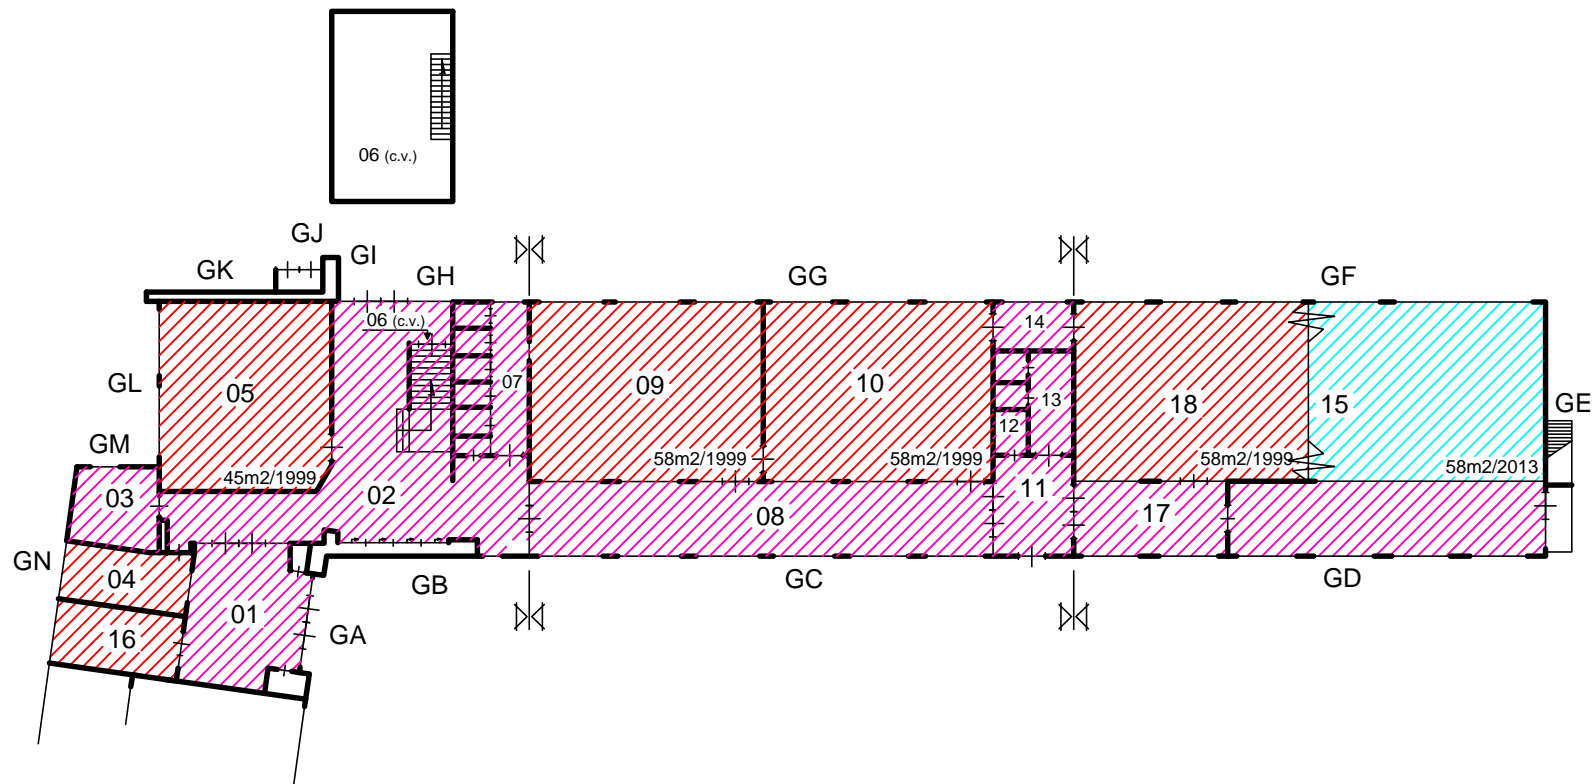 06 (c.v.)
GJ
GI
GK
GH
GG
GF
06 (c.v.)
14
07
GL
05
09
10
13
18
15
GE
12
GM
58m2/1999
58m2/1999
58m2/1999
58m2/2013
45m2/1999
03
02
11
08
17
GN
04
GB
GC
GD
01
16
GA